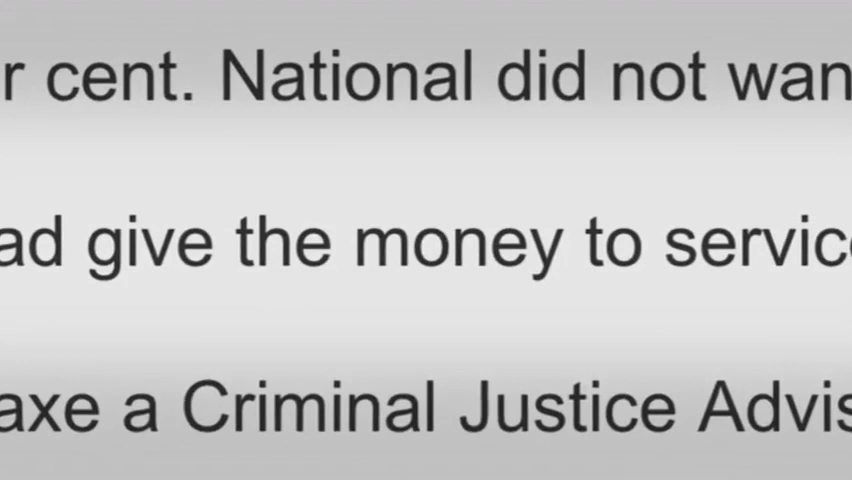 r cent. National did not wan
ad give the money to servic
axe a Criminal Justice Advis